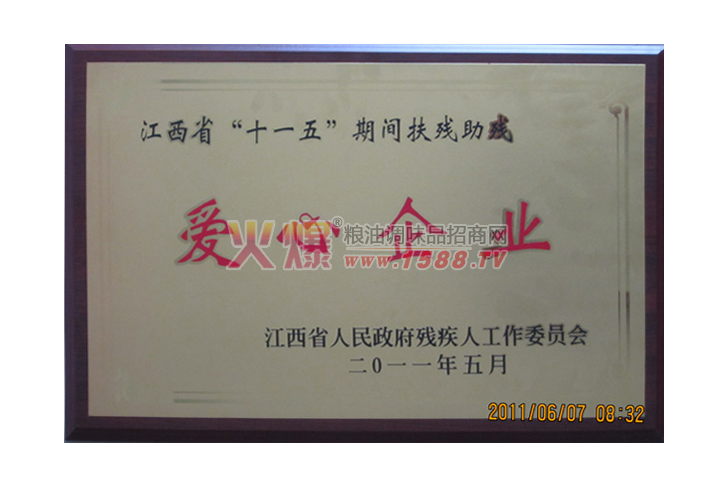 江西省“十一五”期间扶残助残
爱心企业
火爆®粮油调味品招商网
www.1588.TV
江西省人民政府残疾人工作委员会
二0一一年五月
2011/06/07 08:32